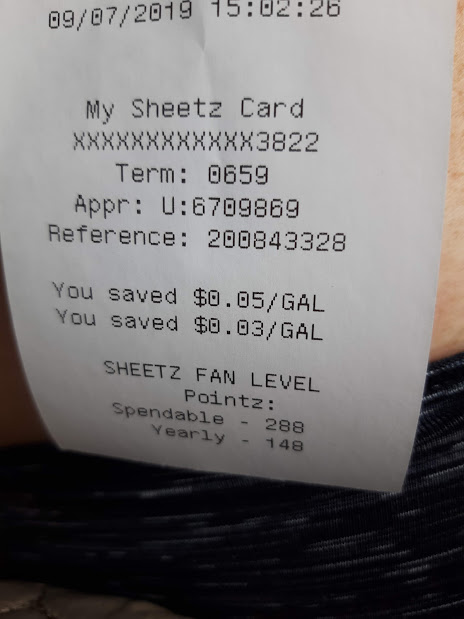 09/07/2019 15:02:26
My Sheetz Card
XXXXXXXXXXXX3822
Term: 0659
Appr: U:6709869
Reference: 200843328
You saved $0.05/GAL
You saved $0.03/GAL
SHEETZ FAN LEVEL
Pointz:
Spendable - 288
Yearly - 148